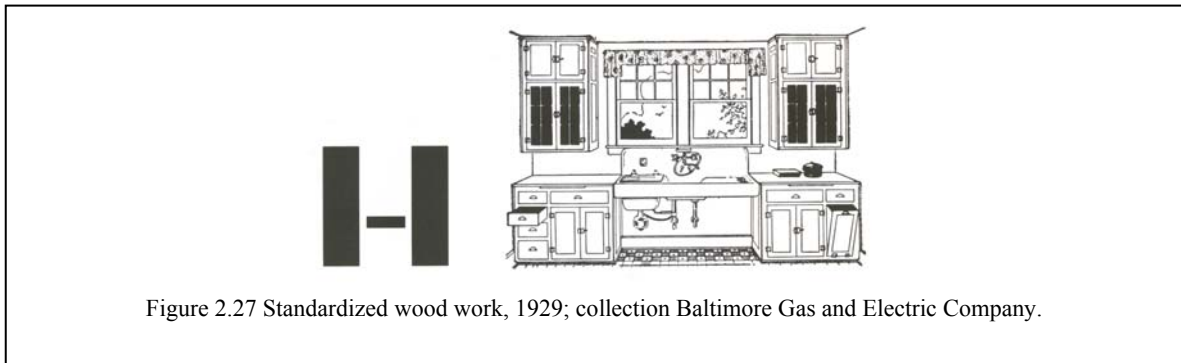 Figure 2.27 Standardized wood work, 1929; collection Baltimore Gas and Electric Company.